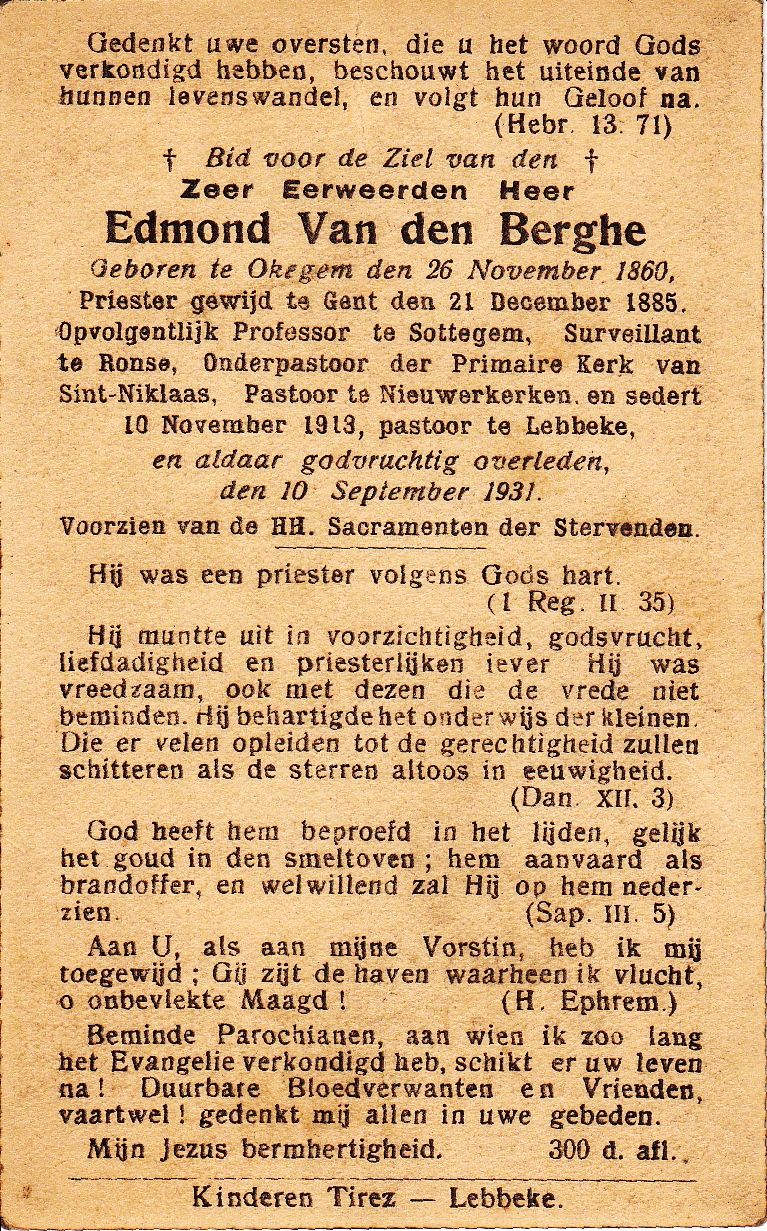 Gedenkt uwe oversten, die u het woord Gods
verkondigd hebben, beschouwt het uiteinde van
hunnen levenswandel, en volgt hun Geloof na.
(Hebr. 13. 71)
† Bid voor de Ziel van den †
Zeer Eerweerden Heer
Edmond Van den Berghe
Geboren te Okegem den 26 November 1860,
Priester gewijd te Gent den 21 December 1885.
Opvolgentlijk Professor te Sottegem, Surveillant
te Ronse, Onderpastoor der Primaire Kerk van
Sint-Niklaas, Pastoor te Nieuwerkerken, en sedert
10 November 1913, pastoor te Lebbeke,
en aldaar godvruchtig overleden,
den 10 September 1931.
Voorzien van de HH. Sacramenten der Stervenden.
Hij was een priester volgens Gods hart.
(1 Reg. II 35)
Hij muntte uit in voorzichtigheid, godsvrucht,
liefdadigheid en priesterlijken iever Hij was
vreedzaam, ook met dezen die de vrede niet
beminden. Hij behartigde het onderwijs der kleinen.
Die er velen opleiden tot de gerechtigheid zullen
schitteren als de sterren altoos in eeuwigheid.
(Dan. XII. 3)
God heeft hem beproefd in het lijden, gelijk
het goud in den smeltoven ; hem aanvaard als
brandoffer, en welwillend zal Hij op hem neder-
zien. (Sap. III. 5)
Aan U, als aan mijne Vorstin, heb ik mij
toegewijd ; Gij zijt de haven waarheen ik vlucht,
o onbevlekte Maagd ! (H. Ephrem.)
Beminde Parochianen, aan wien ik zoo lang
het Evangelie verkondigd heb, schikt er uw leven
na ! Duurbare Bloedverwanten en Vrienden,
vaartwel ! gedenkt mij allen in uwe gebeden.
Mijn Jezus bermhertigheid. 300 d. afl.
Kinderen Tirez — Lebbeke.